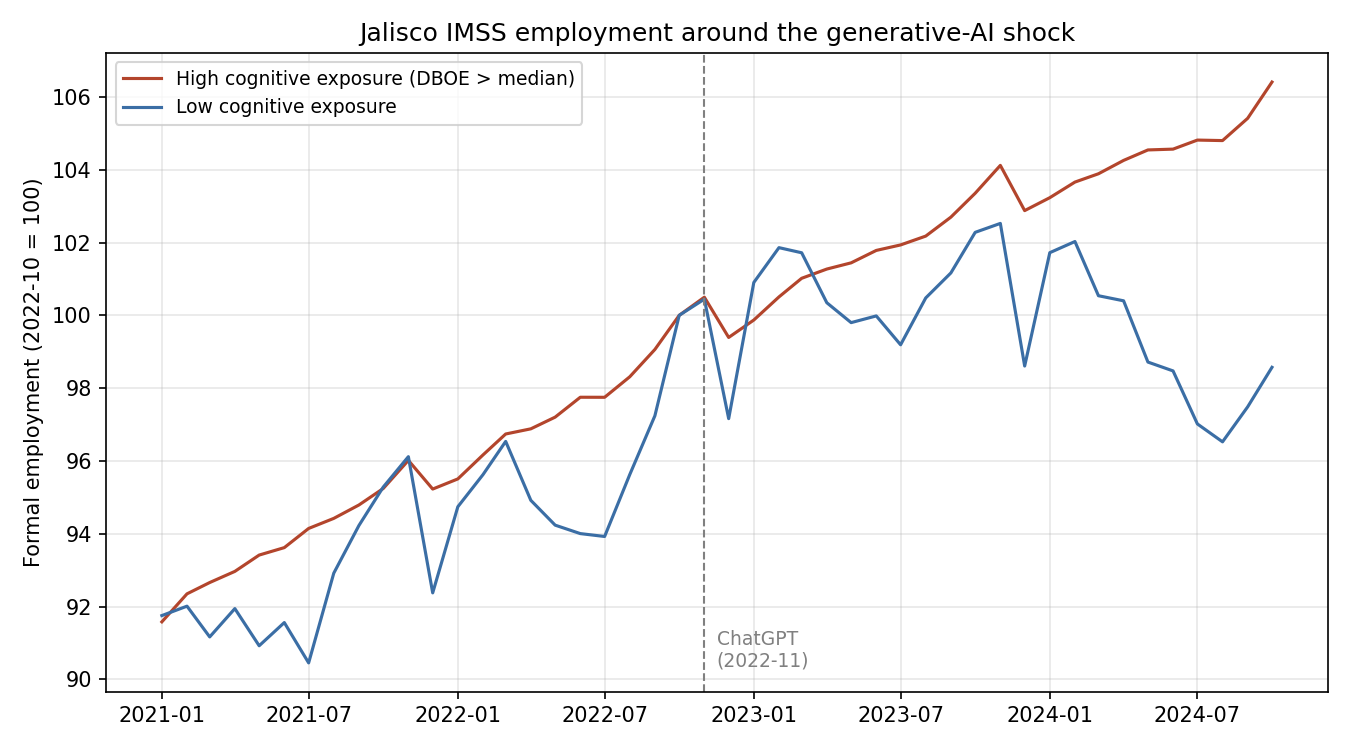 Jalisco IMSS employment around the generative-AI shock
High cognitive exposure (DBOE > median)
Low cognitive exposure
Formal employment (2022-10 = 100)
106
104
102
100
98
96
94
92
90
ChatGPT
(2022-11)
2021-01 2021-07 2022-01 2022-07 2023-01 2023-07 2024-01 2024-07